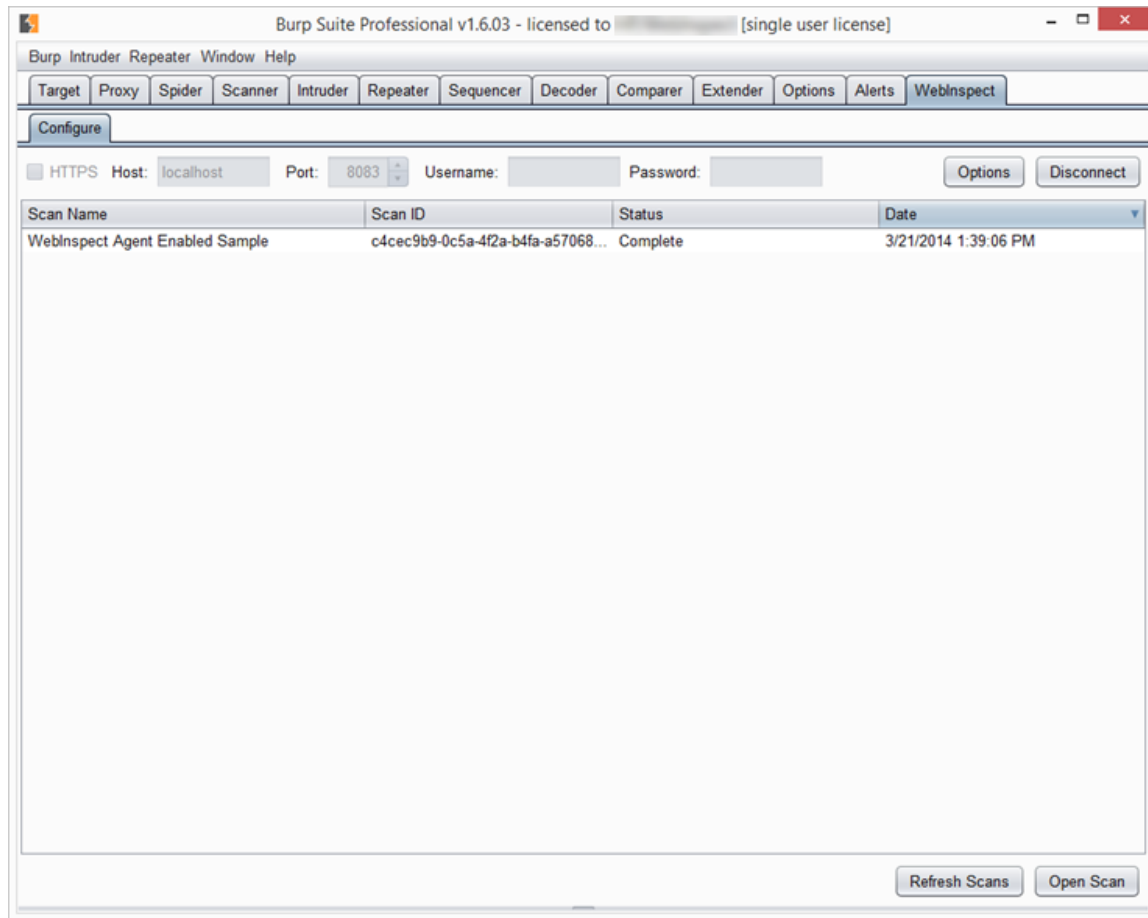 Burp Suite Professional v1.6.03 - licensed to [single user license]
Burp Intruder Repeater Window Help
Target Proxy Spider Scanner Intruder Repeater Sequencer Decoder Comparer Extender Options Alerts WebInspect
Configure
HTTPS Host: localhost Port: 8083 Username: Password: Options Disconnect
Scan Name Scan ID Status Date
WebInspect Agent Enabled Sample c4cec9b9-0c5a-4f2a-b4fa-a57068... Complete 3/21/2014 1:39:06 PM
Refresh Scans Open Scan